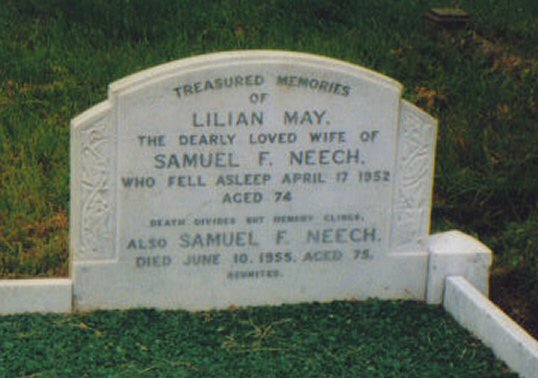 TREASURED MEMORIES
OF
LILIAN MAY.
THE DEARLY LOVED WIFE OF
SAMUEL F. NEECH.
WHO FELL ASLEEP APRIL 17 1952
AGED 74
DEATH DIVIDES BUT MEMORY CLINGS.
ALSO SAMUEL F. NEECH.
DIED JUNE 10. 1955. AGED 75.
REUNITED.